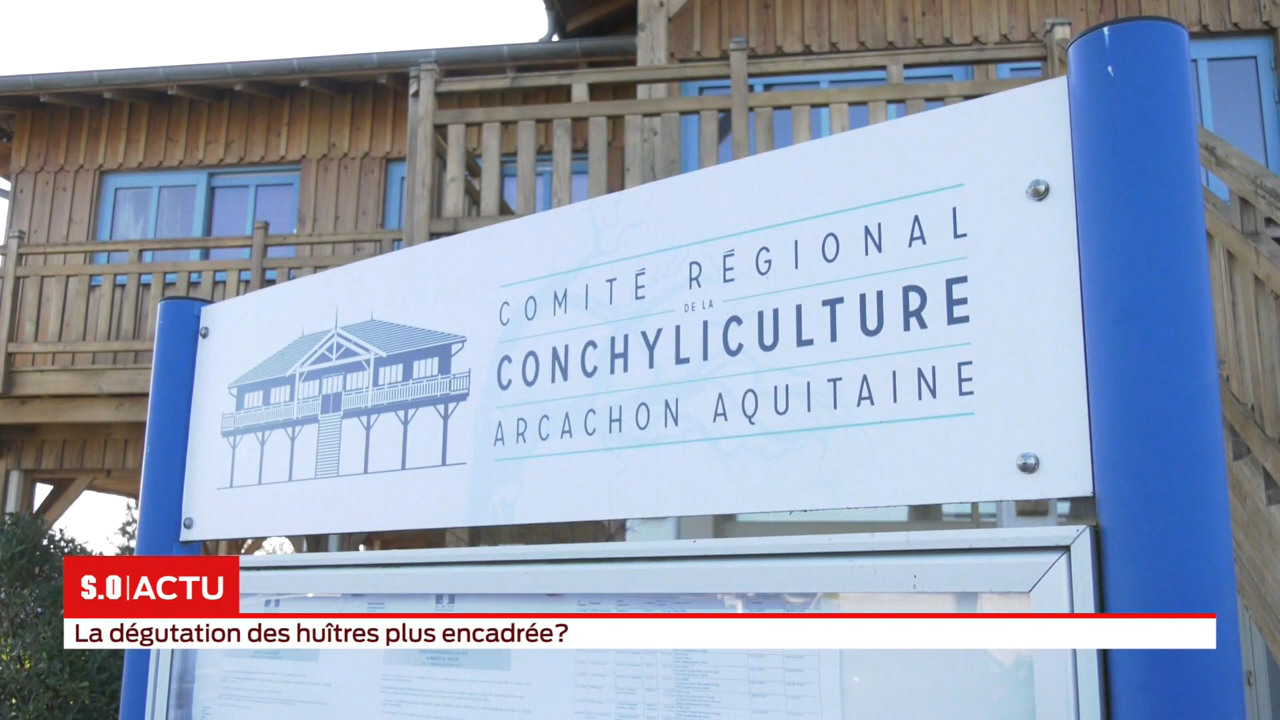 COMITÉ RÉGIONAL
DE LA
CONCHYLICULTURE
ARCACHON AQUITAINE
S.O ACTU
La dégutation des huîtres plus encadrée?